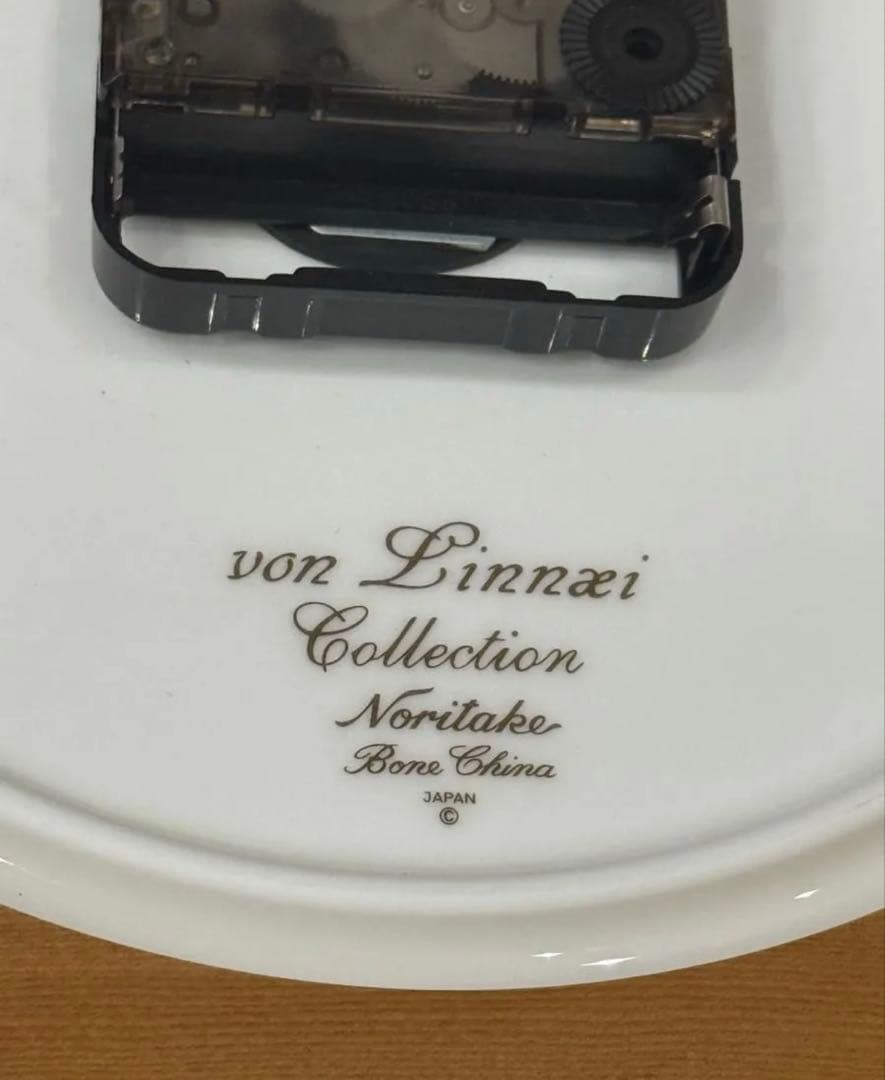 von Linnæi
Collection
Noritake
Bone China
JAPAN
©